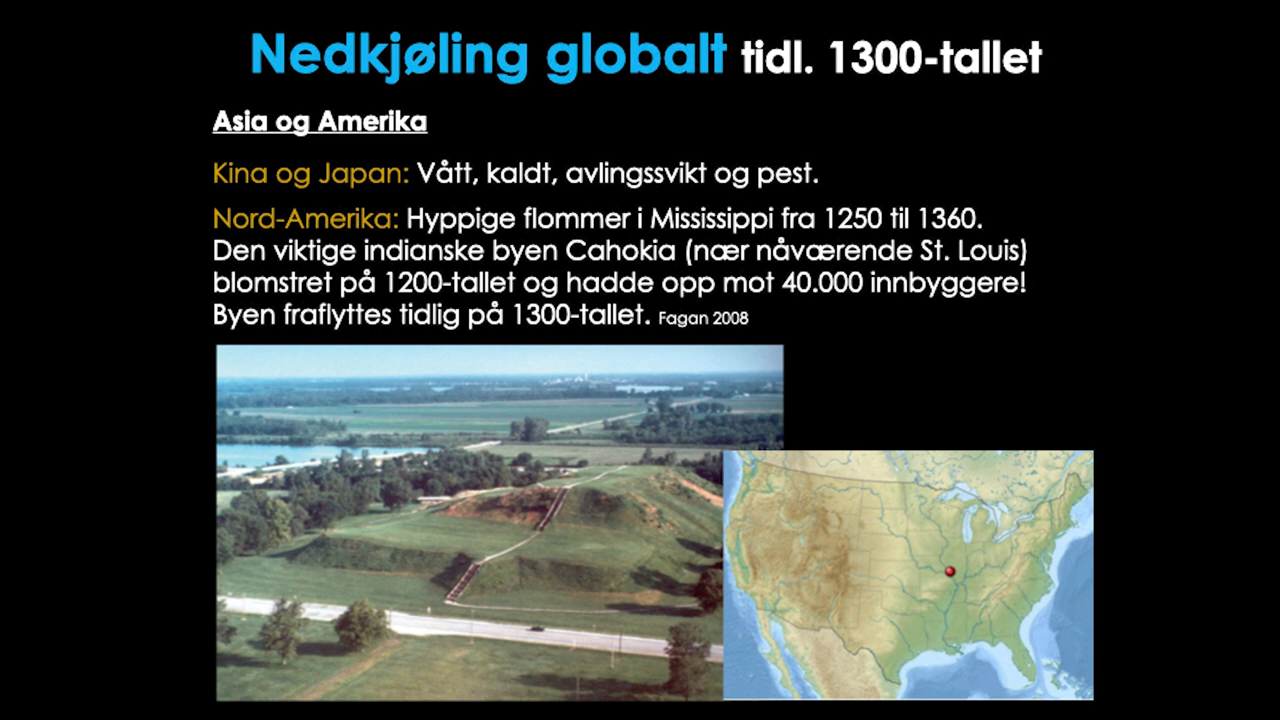 Nedkjøling globalt tidl. 1300-tallet
Asia og Amerika
Kina og Japan: Vått, kaldt, avlingssvikt og pest.
Nord-Amerika: Hyppige flommer i Mississippi fra 1250 til 1360.
Den viktige indianske byen Cahokia (nær nåværende St. Louis)
blomstret på 1200-tallet og hadde opp mot 40.000 innbyggere!
Byen fraflyttes tidlig på 1300-tallet. Fagan 2008